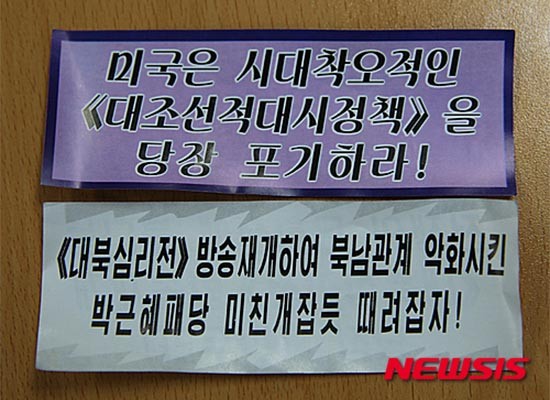 미국은 시대착오적인
《대조선적대시정책》을
당장 포기하라!
《대북심리전》 방송재개하여 북남관계 악화시킨
박근혜패당 미친개잡듯 때려잡자!
NEWSIS